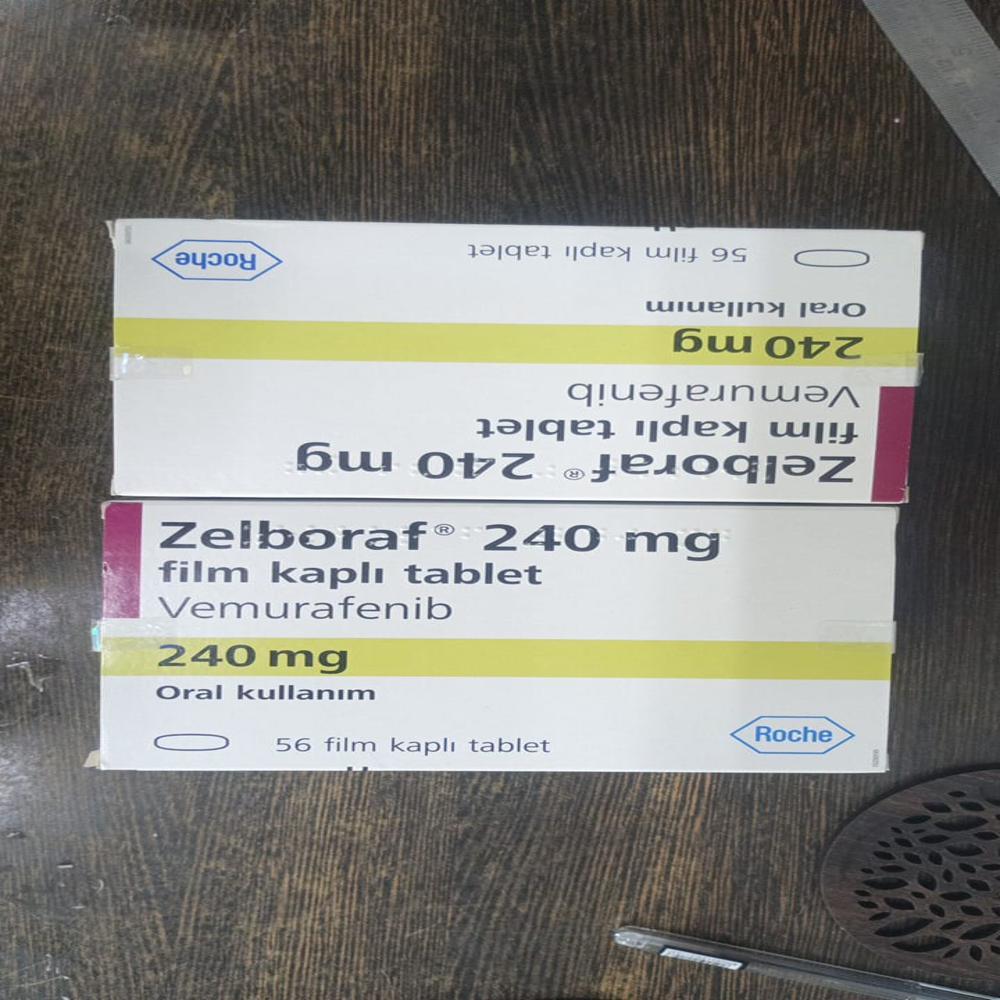 Roche
56 film kaplı tablet
Oral kullanım
240 mg
Vemurafenib
film kaplı tablet
Zelboraf® 240 mg
Zelboraf® 240 mg
film kaplı tablet
Vemurafenib
240 mg
Oral kullanım
56 film kaplı tablet
Roche